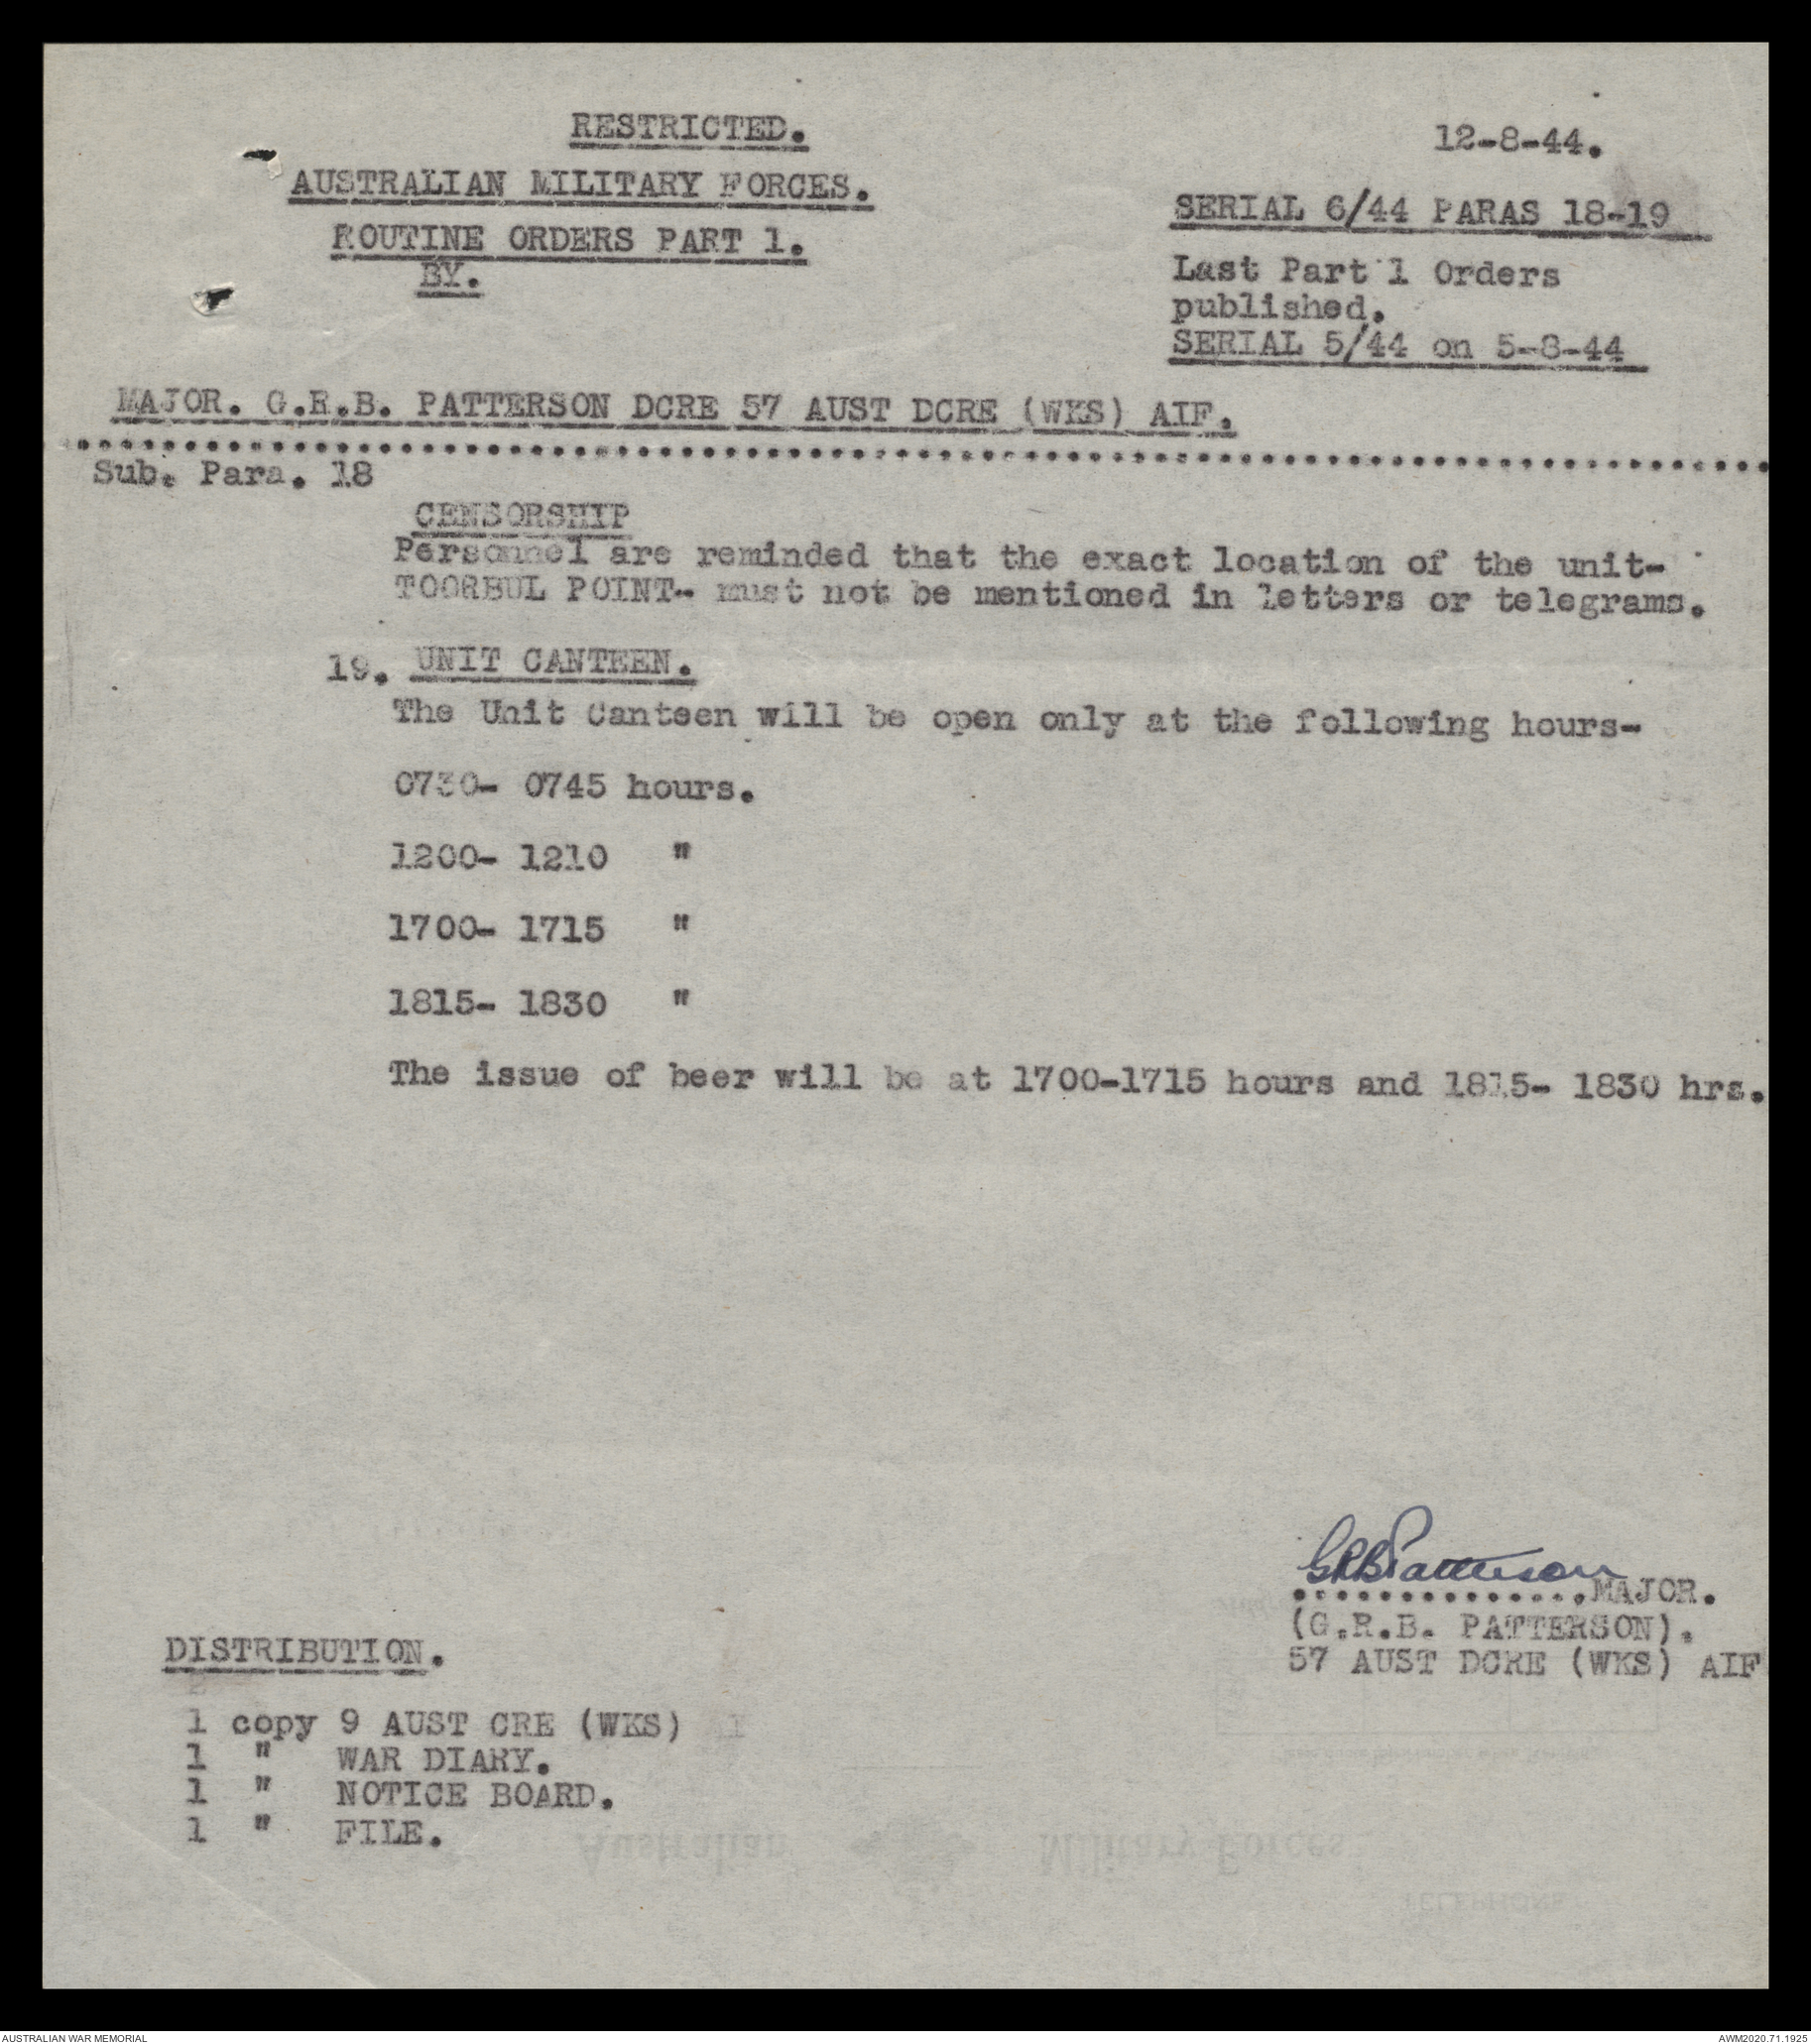 RESTRICTED.
12-8-44.
AUSTRALIAN MILITARY FORCES.
SERIAL 6/44 PARAS 18-19
ROUTINE ORDERS PART 1.
BY.
Last Part 1 Orders
published.
SERIAL 5/44 on 5-8-44
MAJOR. G.R.B. PATTERSON DCRE 57 AUST DCRE (WKS) AIF.
Sub. Para. 18
CENSORSHIP
Personnel are reminded that the exact location of the unit-
TOORBUL POINT- must not be mentioned in letters or telegrams.
19. UNIT CANTEEN.
The Unit Canteen will be open only at the following hours-
0730- 0745 hours.
1200- 1210 "
1700- 1715 "
1815- 1830 "
The issue of beer will be at 1700-1715 hours and 1815- 1830 hrs.
GRBPatterson
..............MAJOR.
(G.R.B. PATTERSON).
57 AUST DCRE (WKS) AIF
DISTRIBUTION.
1 copy 9 AUST CRE (WKS)
1 " WAR DIARY.
1 " NOTICE BOARD.
1 " FILE.
Australian Military Forces
TELEPHONE
AUSTRALIAN WAR MEMORIAL
AWM2020.71.1925